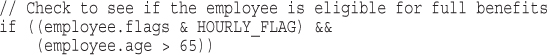 // Check to see if the employee is eligible for full benefits
if ((employee.flags & HOURLY_FLAG) &&
    (employee.age > 65))